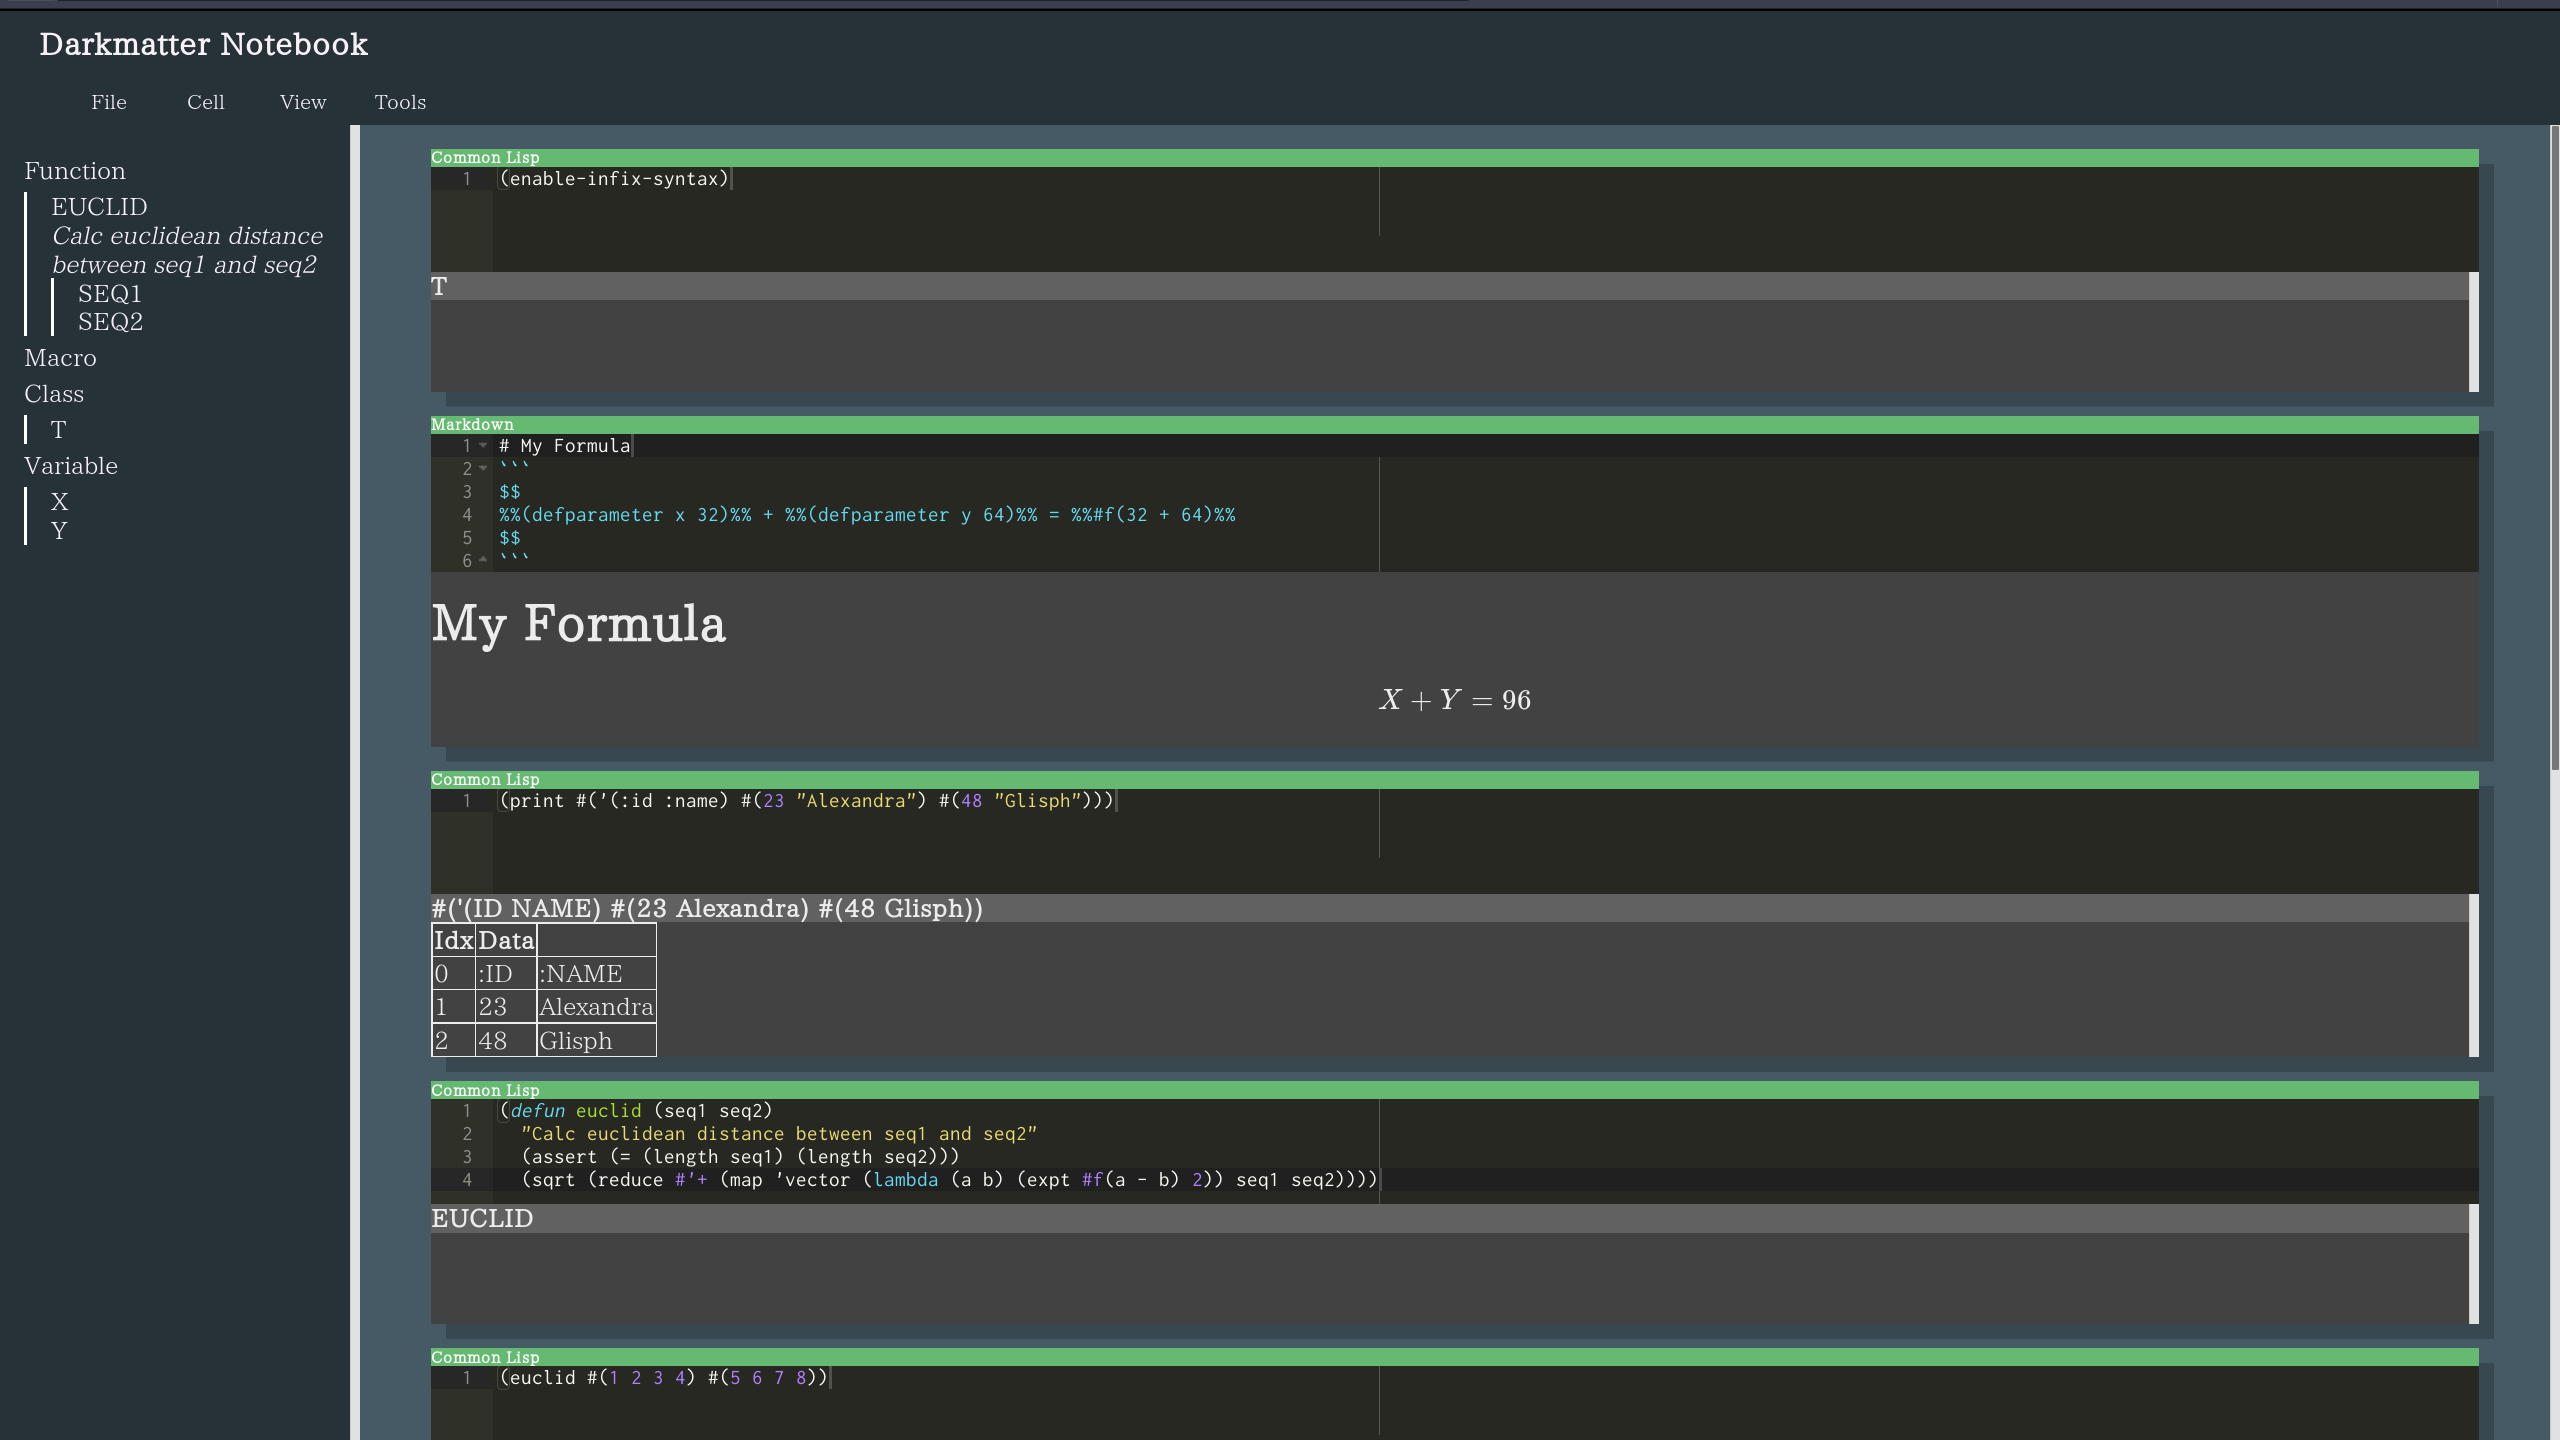 Darkmatter Notebook
File Cell View Tools
Function
EUCLID
Calc euclidean distance
between seq1 and seq2
SEQ1
SEQ2
Macro
Class
T
Variable
X
Y
Common Lisp
1 (enable-infix-syntax)
T
Markdown
1 # My Formula
2 ```
3 $$
4 %%(defparameter x 32)%% + %%(defparameter y 64)%% = %%#f(32 + 64)%%
5 $$
6 ```
My Formula
X + Y = 96
Common Lisp
1 (print #('(:id :name) #(23 "Alexandra") #(48 "Glisph")))
#('(ID NAME) #(23 Alexandra) #(48 Glisph))
Idx Data
0 :ID :NAME
1 23 Alexandra
2 48 Glisph
Common Lisp
1 (defun euclid (seq1 seq2)
2 "Calc euclidean distance between seq1 and seq2"
3 (assert (= (length seq1) (length seq2)))
4 (sqrt (reduce #'+ (map 'vector (lambda (a b) (expt #f(a - b) 2)) seq1 seq2))))
EUCLID
Common Lisp
1 (euclid #(1 2 3 4) #(5 6 7 8))